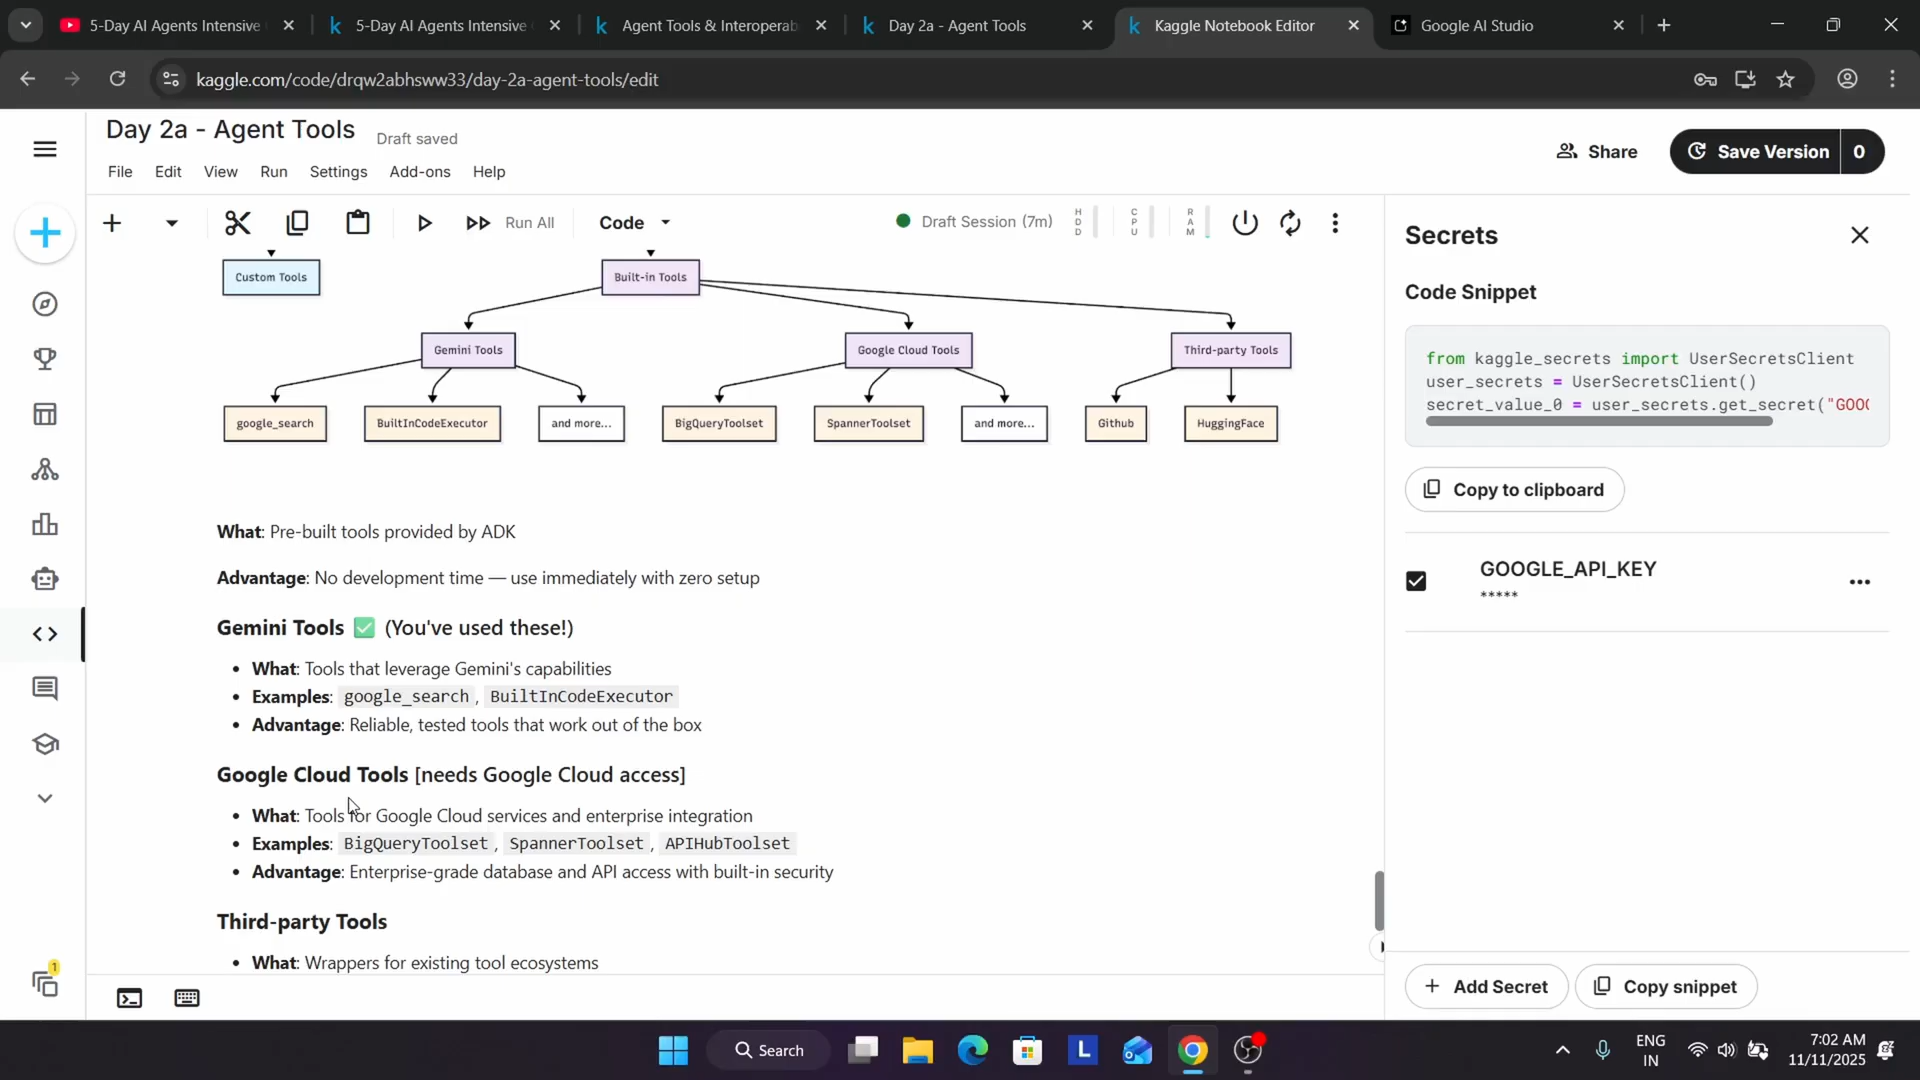 5-Day AI Agents Intensive
5-Day AI Agents Intensive
Agent Tools & Interoperab
Day 2a - Agent Tools
Kaggle Notebook Editor
Google AI Studio
kaggle.com/code/drqw2abhsww33/day-2a-agent-tools/edit
Day 2a - Agent Tools
Draft saved
File Edit View Run Settings Add-ons Help
Share
Save Version 0
Run All
Code
Draft Session (7m)
HDD
CPU
RAM
Custom Tools
Built-in Tools
Gemini Tools
Google Cloud Tools
Third-party Tools
google_search
BuiltInCodeExecutor
and more...
BigQueryToolset
SpannerToolset
and more...
Github
HuggingFace
What: Pre-built tools provided by ADK
Advantage: No development time — use immediately with zero setup
Gemini Tools ✅ (You've used these!)
• What: Tools that leverage Gemini's capabilities
• Examples: google_search, BuiltInCodeExecutor
• Advantage: Reliable, tested tools that work out of the box
Google Cloud Tools [needs Google Cloud access]
• What: Tools for Google Cloud services and enterprise integration
• Examples: BigQueryToolset, SpannerToolset, APIHubToolset
• Advantage: Enterprise-grade database and API access with built-in security
Third-party Tools
• What: Wrappers for existing tool ecosystems
Secrets
Code Snippet
from kaggle_secrets import UserSecretsClient
user_secrets = UserSecretsClient()
secret_value_0 = user_secrets.get_secret("GOO
Copy to clipboard
GOOGLE_API_KEY
*****
Add Secret
Copy snippet
1
Search
L
ENG
IN
7:02 AM
11/11/2025